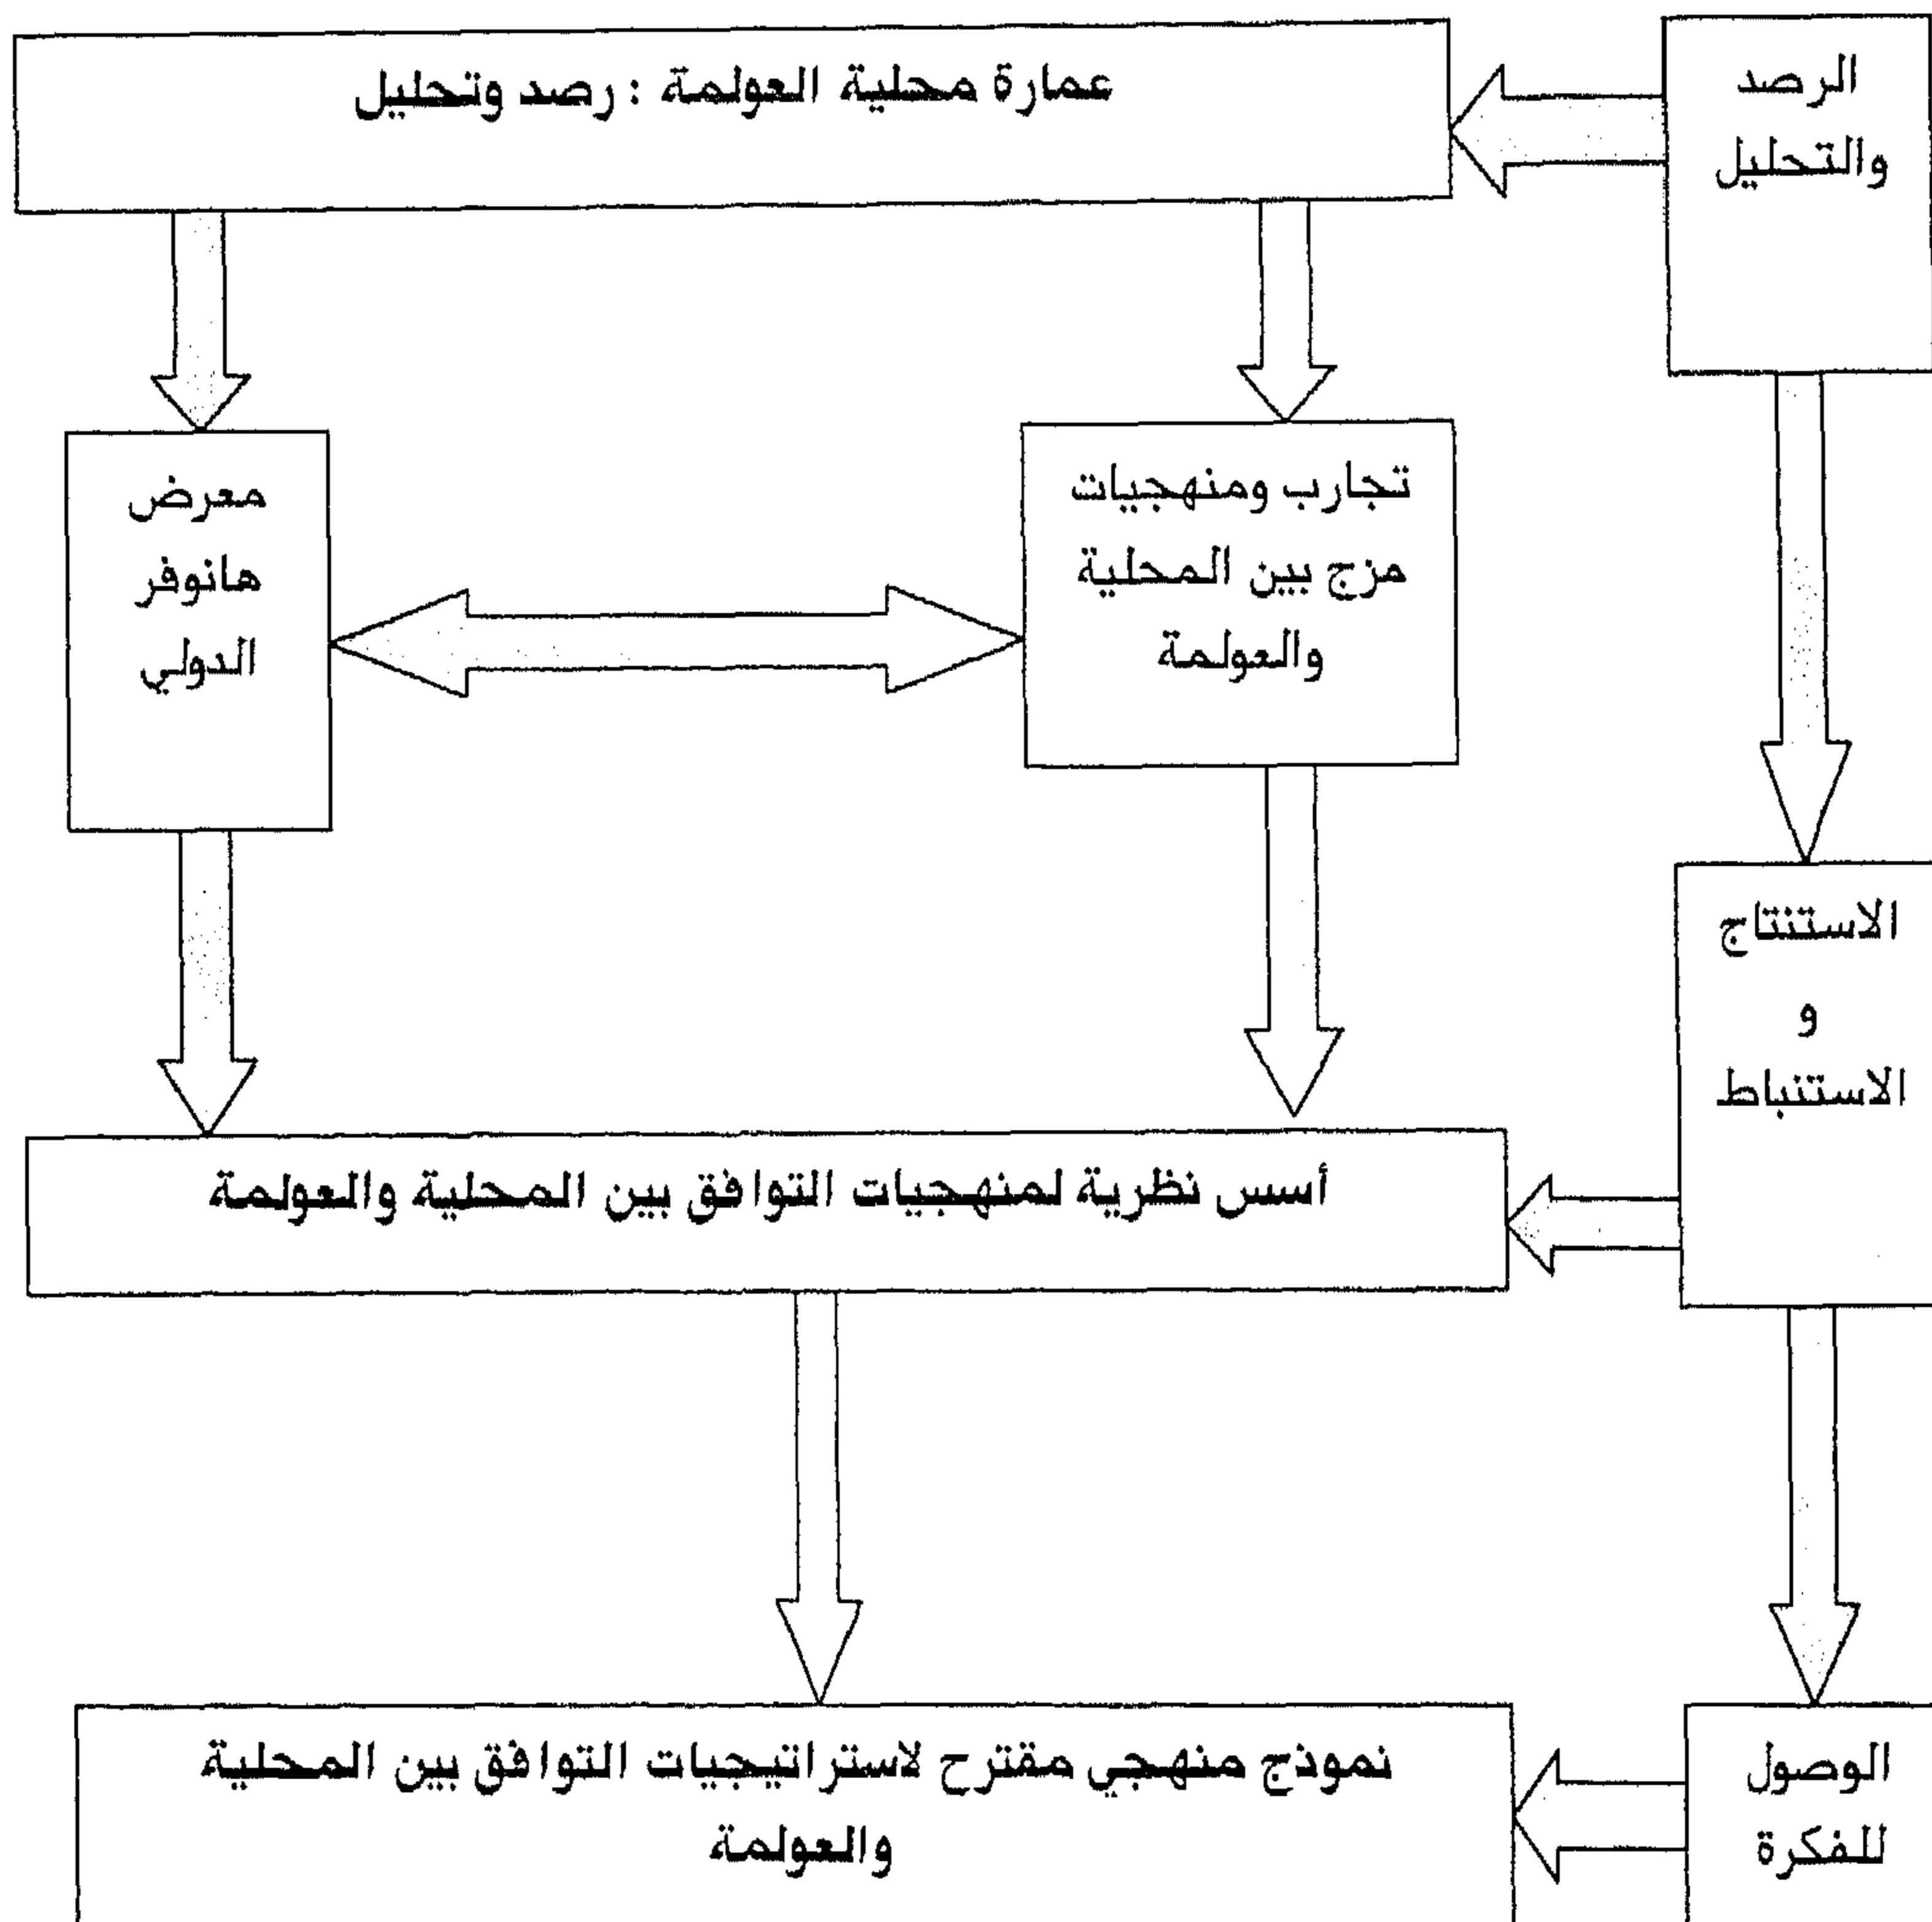 الرصد
والتحليل
عمارة محلية العولمة : رصد وتحليل
تجارب ومنهجيات
مزج بين المحلية
والعولمة
معرض
هانوفر
الدولي
الاستنتاج
و
الاستنباط
أسس نظرية لمنهجيات التوافق بين المحلية والعولمة
الوصول
للفكرة
نموذج منهجي مقترح لاستراتيجيات التوافق بين المحلية
والعولمة